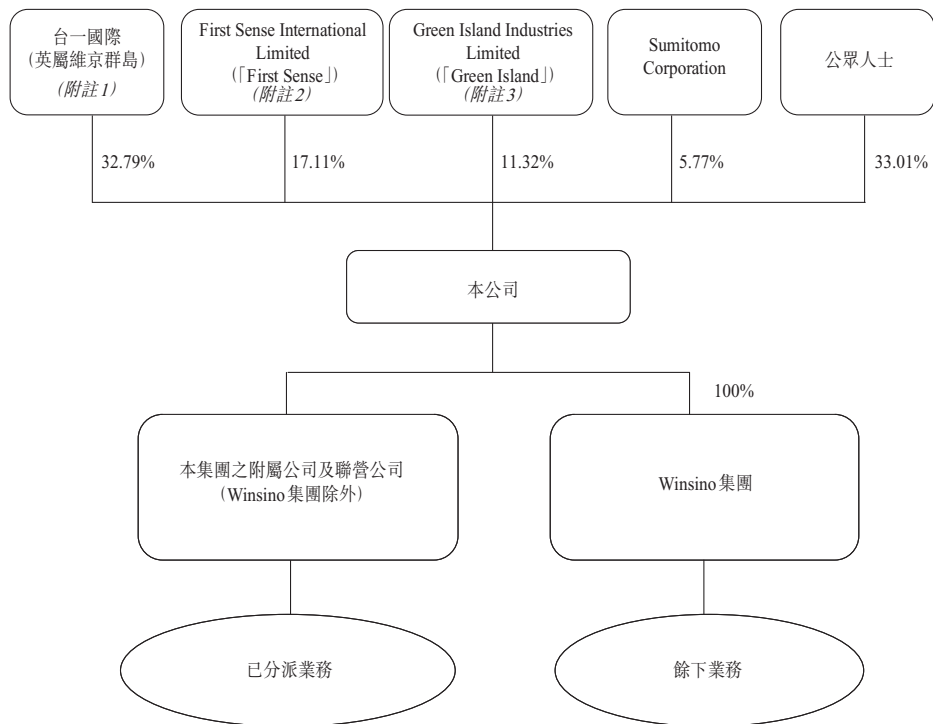 台一國際
(英屬維京群島)
(附註1)
First Sense International
Limited
(「First Sense」)
(附註2)
Green Island Industries
Limited
(「Green Island」)
(附註3)
Sumitomo
Corporation
公眾人士
32.79%
17.11%
11.32%
5.77%
33.01%
本公司
100%
本集團之附屬公司及聯營公司
(Winsino集團除外)
Winsino集團
已分派業務
餘下業務